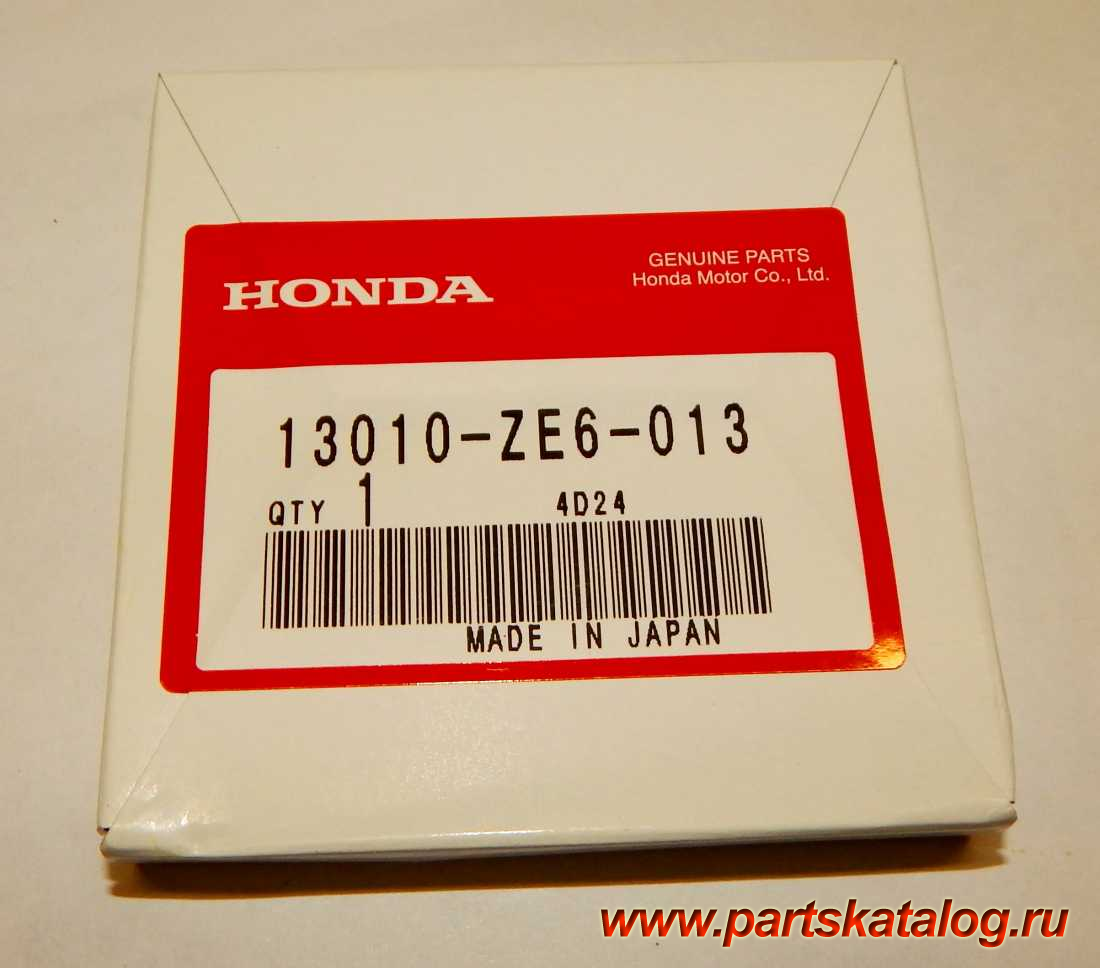 GENUINE PARTS
HONDA
Honda Motor Co., Ltd.
13010-ZE6-013
QTY 1 4D24
MADE IN JAPAN
www.partskatalog.ru